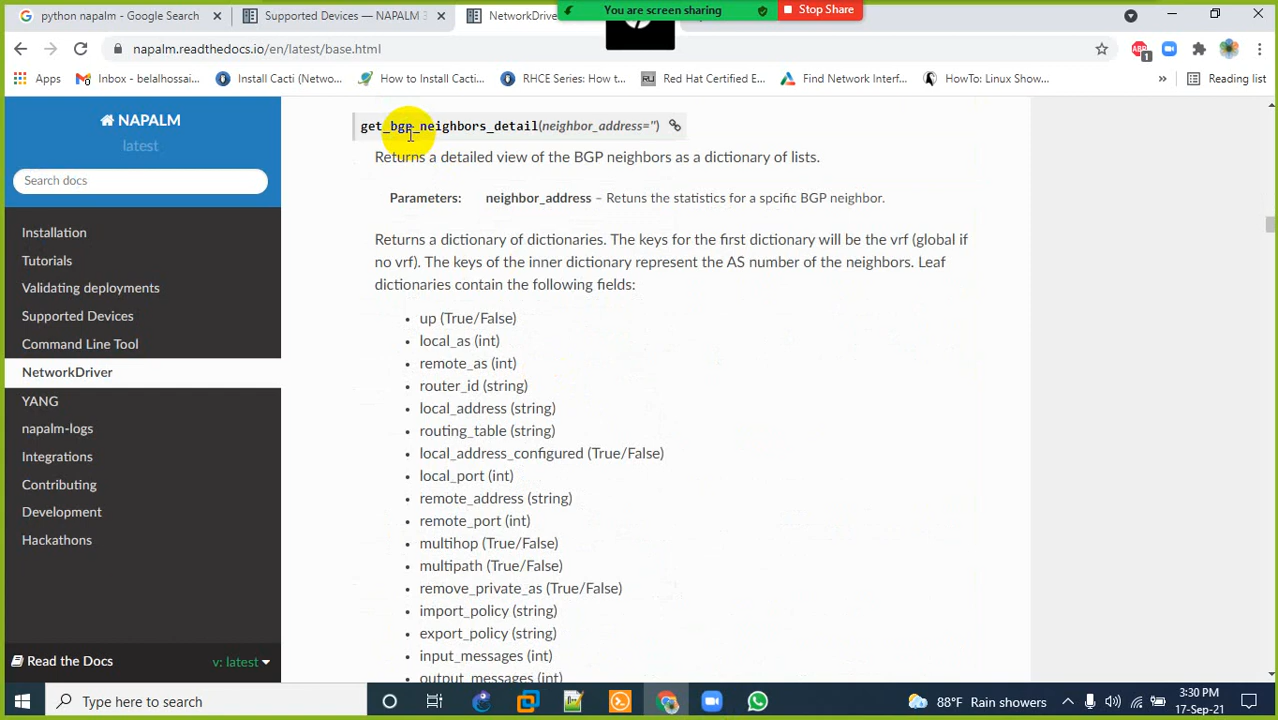 python napalm - Google Search
Supported Devices — NAPALM 3
NetworkDriv
You are screen sharing
Stop Share
napalm.readthedocs.io/en/latest/base.html
Apps
Inbox - belalhossai...
Install Cacti (Netwo...
How to Install Cacti...
RHCE Series: How t...
Red Hat Certified E...
Find Network Interf...
HowTo: Linux Show...
»
Reading list
NAPALM
latest
Search docs
Installation
Tutorials
Validating deployments
Supported Devices
Command Line Tool
NetworkDriver
YANG
napalm-logs
Integrations
Contributing
Development
Hackathons
Read the Docs
v: latest
get_bgp_neighbors_detail(neighbor_address='')
Returns a detailed view of the BGP neighbors as a dictionary of lists.
Parameters: neighbor_address – Retuns the statistics for a spcific BGP neighbor.
Returns a dictionary of dictionaries. The keys for the first dictionary will be the vrf (global if
no vrf). The keys of the inner dictionary represent the AS number of the neighbors. Leaf
dictionaries contain the following fields:
• up (True/False)
• local_as (int)
• remote_as (int)
• router_id (string)
• local_address (string)
• routing_table (string)
• local_address_configured (True/False)
• local_port (int)
• remote_address (string)
• remote_port (int)
• multihop (True/False)
• multipath (True/False)
• remove_private_as (True/False)
• import_policy (string)
• export_policy (string)
• input_messages (int)
• output_messages (int)
Type here to search
88°F Rain showers
3:30 PM
17-Sep-21